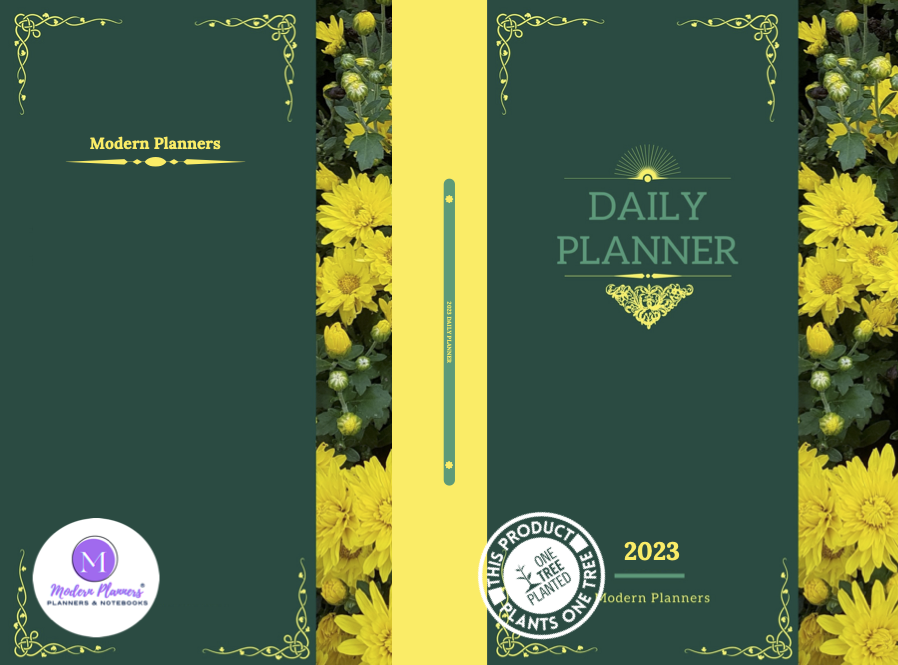 Modern Planners
M
Modern Planners®
PLANNERS & NOTEBOOKS
2023 DAILY PLANNER
DAILY
PLANNER
2023
Modern Planners
THIS PRODUCT
PLANTS ONE TREE
ONE
TREE
PLANTED